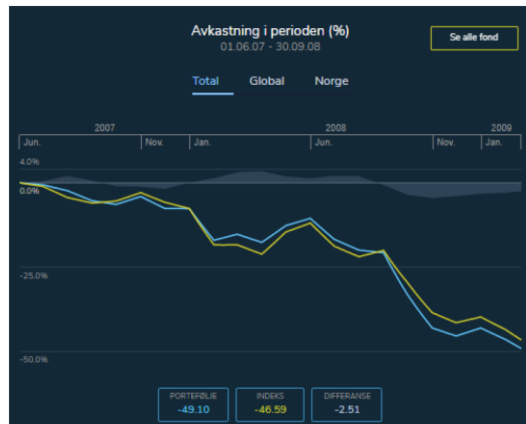 Avkastning i perioden (%)
01.06.07 - 30.09.08
Se alle fond
Total Global Norge
2007 2008 2009
Jun. Nov. Jan. Jun. Nov. Jan.
4.0%
0.0%
-25.0%
-50.0%
PORTEFØLJE INDEKS DIFFERANSE
-49.10 -46.59 -2.51